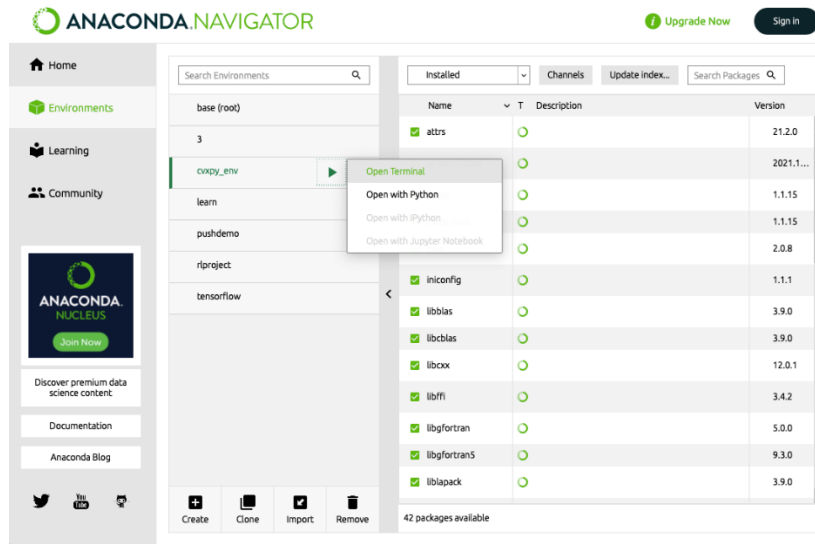 ANACONDA.NAVIGATOR
i Upgrade Now
Sign in
Home
Environments
Learning
Community
ANACONDA.
NUCLEUS
Join Now
Discover premium data
science content
Documentation
Anaconda Blog
You
Tube
Search Environments
base (root)
3
cvxpy_env
learn
pushdemo
rlproject
tensorflow
Open Terminal
Open with Python
Open with IPython
Open with Jupyter Notebook
Create Clone Import Remove
Installed Channels Update index... Search Packages
Name T Description Version
attrs 21.2.0
2021.1...
1.1.15
1.1.15
2.0.8
iniconfig 1.1.1
libblas 3.9.0
libcblas 3.9.0
libcxx 12.0.1
libffi 3.4.2
libgfortran 5.0.0
libgfortran5 9.3.0
liblapack 3.9.0
42 packages available